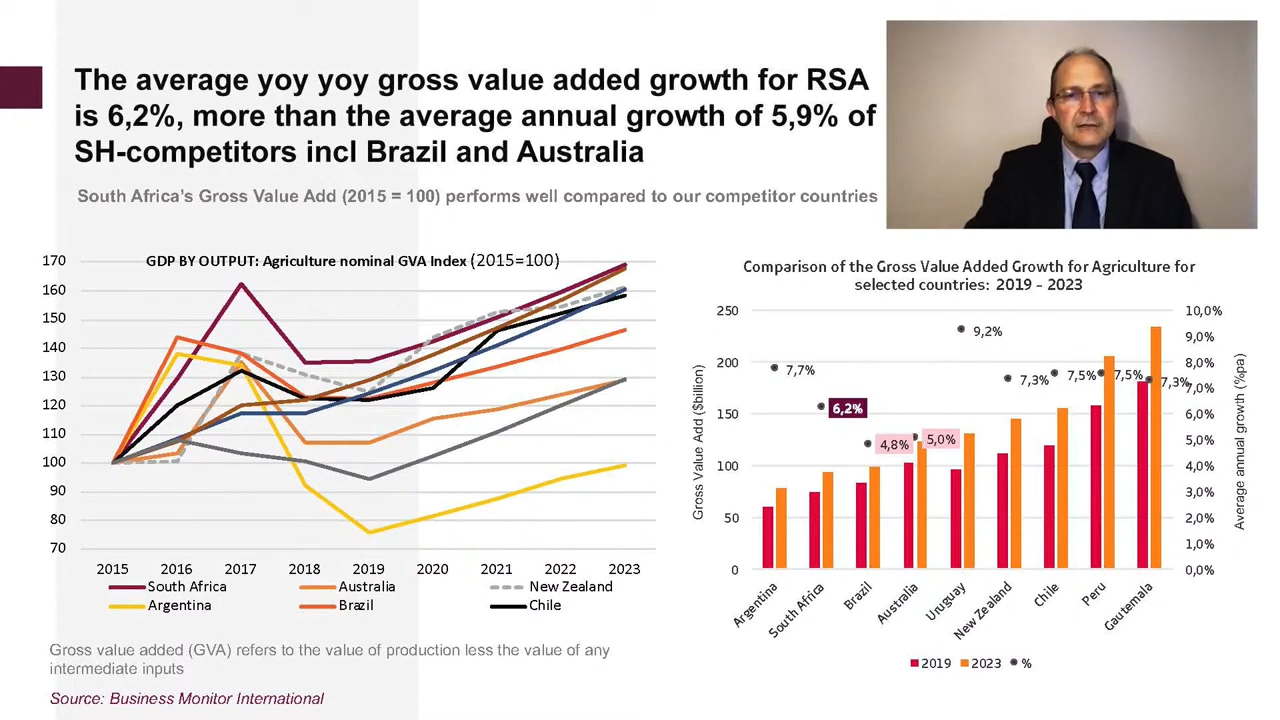 The average yoy yoy gross value added growth for RSA
is 6,2%, more than the average annual growth of 5,9% of
SH-competitors incl Brazil and Australia
South Africa's Gross Value Add (2015 = 100) performs well compared to our competitor countries
GDP BY OUTPUT: Agriculture nominal GVA Index (2015=100)
170
160
150
140
130
120
110
100
90
80
70
2015 2016 2017 2018 2019 2020 2021 2022 2023
South Africa Australia New Zealand
Argentina Brazil Chile
Gross value added (GVA) refers to the value of production less the value of any
intermediate inputs
Source: Business Monitor International
Comparison of the Gross Value Added Growth for Agriculture for
selected countries: 2019 - 2023
Gross Value Add ($billion)
250
200
150
100
50
0
7,7%
6,2%
4,8%
5,0%
9,2%
7,3%
7,5%
7,5%
7,3%
10,0%
9,0%
8,0%
7,0%
6,0%
5,0%
4,0%
3,0%
2,0%
1,0%
0,0%
Average annual growth (%pa)
Argentina
South Africa
Brazil
Australia
Uruguay
New Zealand
Chile
Peru
Gautemala
2019 2023 %